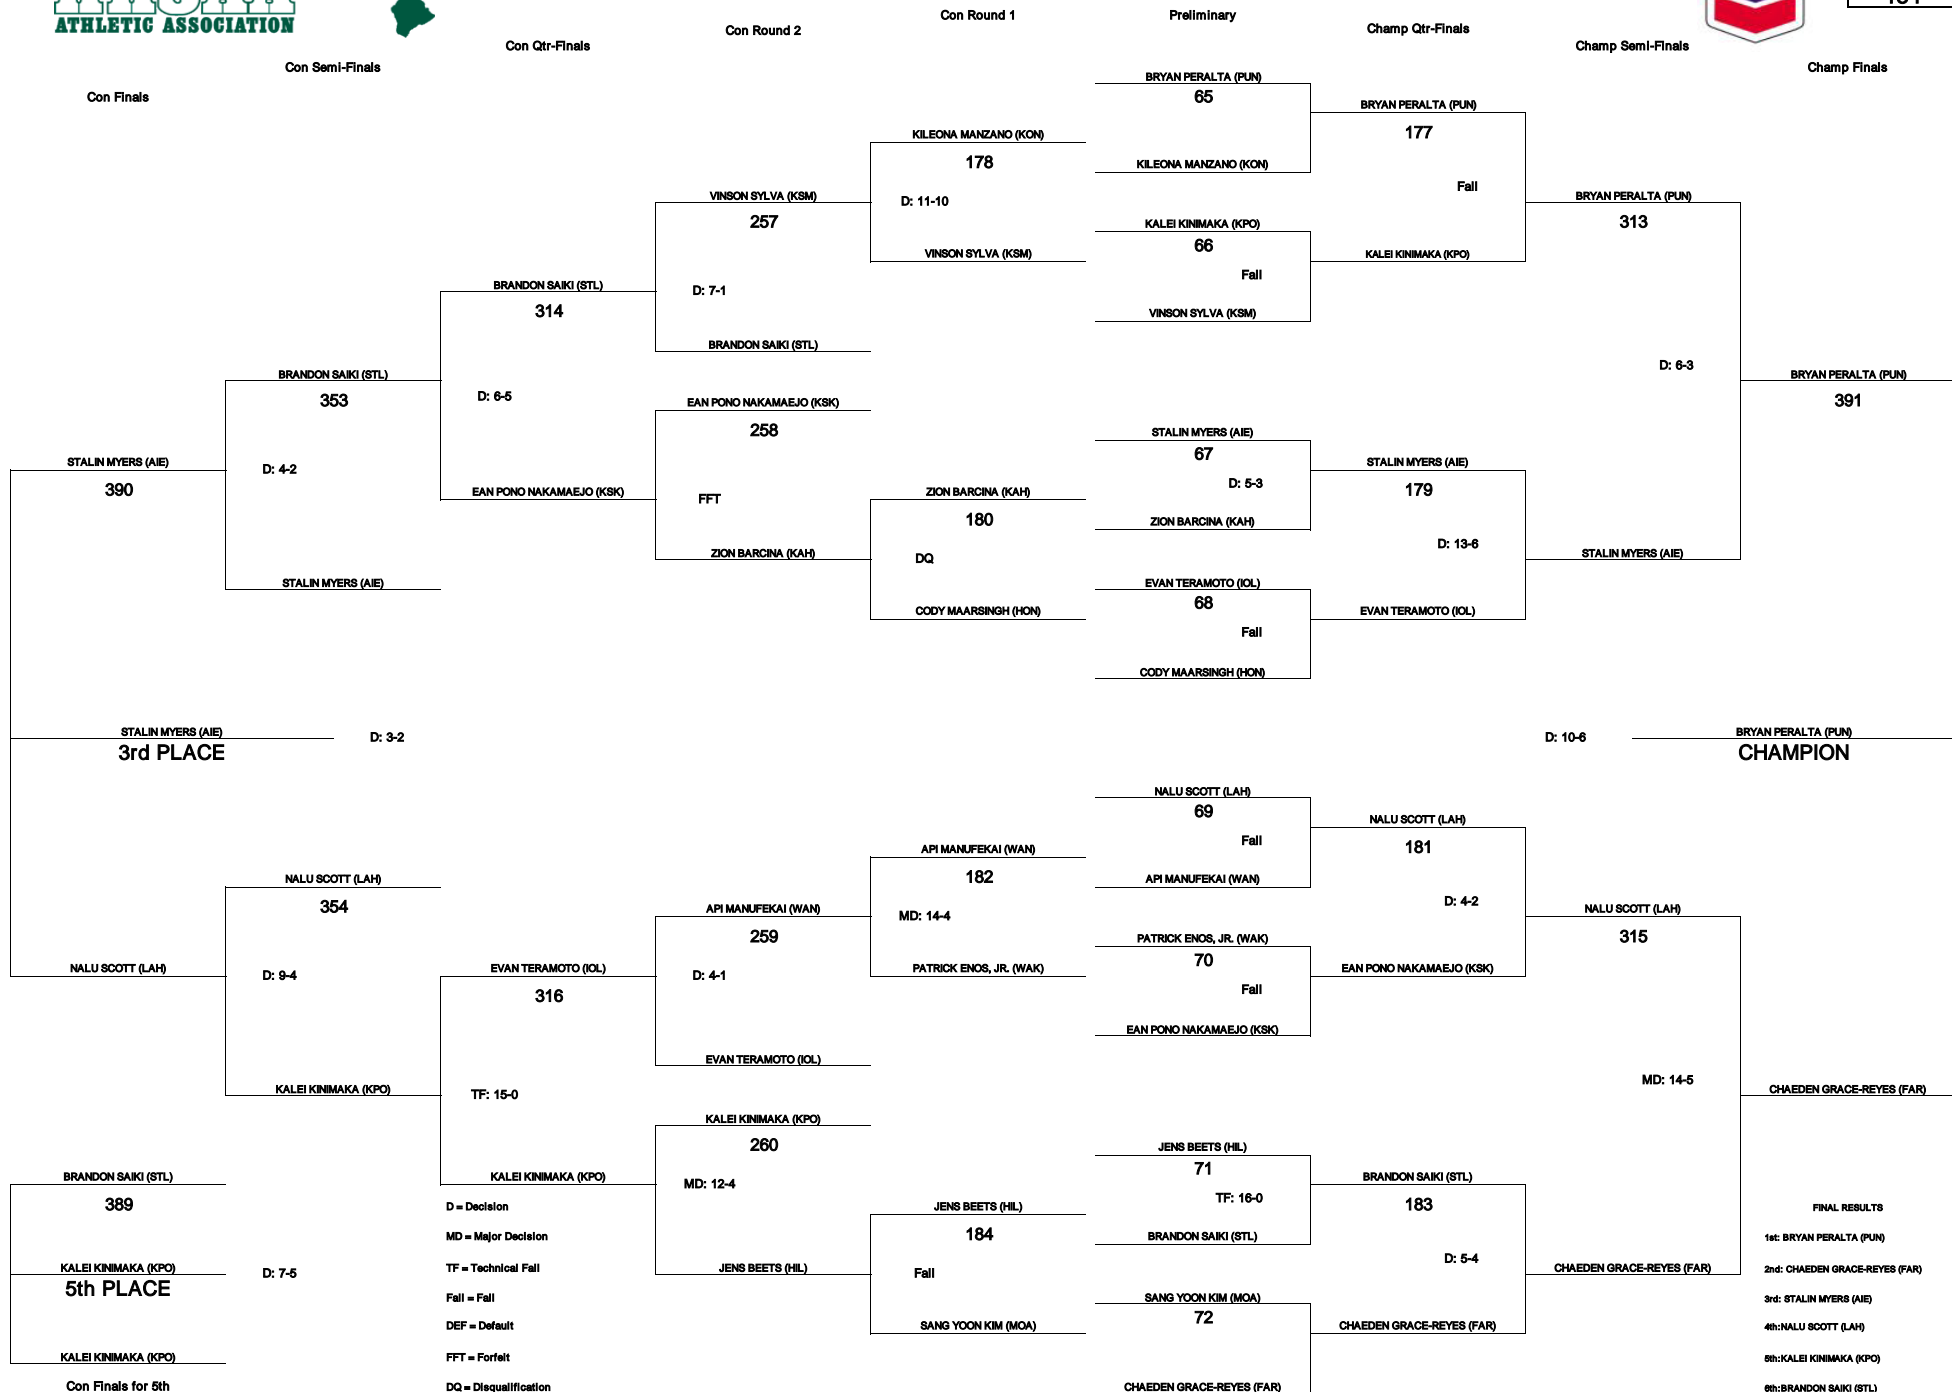 ATHLETIC ASSOCIATION
Con Finals
Con Semi-Finals
Con Qtr-Finals
Con Round 2
Con Round 1
Preliminary
Champ Qtr-Finals
Champ Semi-Finals
Champ Finals
BRYAN PERALTA (PUN)
65
KILEONA MANZANO (KON)
KALEI KINIMAKA (KPO)
66
Fall
VINSON SYLVA (KSM)
STALIN MYERS (AIE)
67
D: 5-3
ZION BARCINA (KAH)
EVAN TERAMOTO (IOL)
68
Fall
CODY MAARSINGH (HON)
NALU SCOTT (LAH)
69
Fall
API MANUFEKAI (WAN)
PATRICK ENOS, JR. (WAK)
70
Fall
EAN PONO NAKAMAEJO (KSK)
JENS BEETS (HIL)
71
TF: 16-0
BRANDON SAIKI (STL)
SANG YOON KIM (MOA)
72
CHAEDEN GRACE-REYES (FAR)
BRYAN PERALTA (PUN)
177
Fall
KALEI KINIMAKA (KPO)
STALIN MYERS (AIE)
179
D: 13-6
EVAN TERAMOTO (IOL)
NALU SCOTT (LAH)
181
D: 4-2
EAN PONO NAKAMAEJO (KSK)
BRANDON SAIKI (STL)
183
D: 5-4
CHAEDEN GRACE-REYES (FAR)
BRYAN PERALTA (PUN)
313
D: 6-3
STALIN MYERS (AIE)
NALU SCOTT (LAH)
315
MD: 14-5
CHAEDEN GRACE-REYES (FAR)
BRYAN PERALTA (PUN)
391
D: 10-6
BRYAN PERALTA (PUN)
CHAMPION
CHAEDEN GRACE-REYES (FAR)
KILEONA MANZANO (KON)
178
D: 11-10
VINSON SYLVA (KSM)
ZION BARCINA (KAH)
180
DQ
CODY MAARSINGH (HON)
API MANUFEKAI (WAN)
182
MD: 14-4
PATRICK ENOS, JR. (WAK)
JENS BEETS (HIL)
184
Fall
SANG YOON KIM (MOA)
VINSON SYLVA (KSM)
257
D: 7-1
BRANDON SAIKI (STL)
EAN PONO NAKAMAEJO (KSK)
258
FFT
ZION BARCINA (KAH)
API MANUFEKAI (WAN)
259
D: 4-1
EVAN TERAMOTO (IOL)
KALEI KINIMAKA (KPO)
260
MD: 12-4
JENS BEETS (HIL)
BRANDON SAIKI (STL)
314
D: 6-5
EAN PONO NAKAMAEJO (KSK)
EVAN TERAMOTO (IOL)
316
TF: 15-0
KALEI KINIMAKA (KPO)
BRANDON SAIKI (STL)
353
D: 4-2
STALIN MYERS (AIE)
NALU SCOTT (LAH)
354
D: 9-4
KALEI KINIMAKA (KPO)
STALIN MYERS (AIE)
390
STALIN MYERS (AIE)
3rd PLACE
D: 3-2
NALU SCOTT (LAH)
BRANDON SAIKI (STL)
389
KALEI KINIMAKA (KPO)
5th PLACE
D: 7-5
KALEI KINIMAKA (KPO)
Con Finals for 5th
D = Decision
MD = Major Decision
TF = Technical Fall
Fall = Fall
DEF = Default
FFT = Forfeit
DQ = Disqualification
FINAL RESULTS
1st: BRYAN PERALTA (PUN)
2nd: CHAEDEN GRACE-REYES (FAR)
3rd: STALIN MYERS (AIE)
4th:NALU SCOTT (LAH)
5th:KALEI KINIMAKA (KPO)
6th:BRANDON SAIKI (STL)